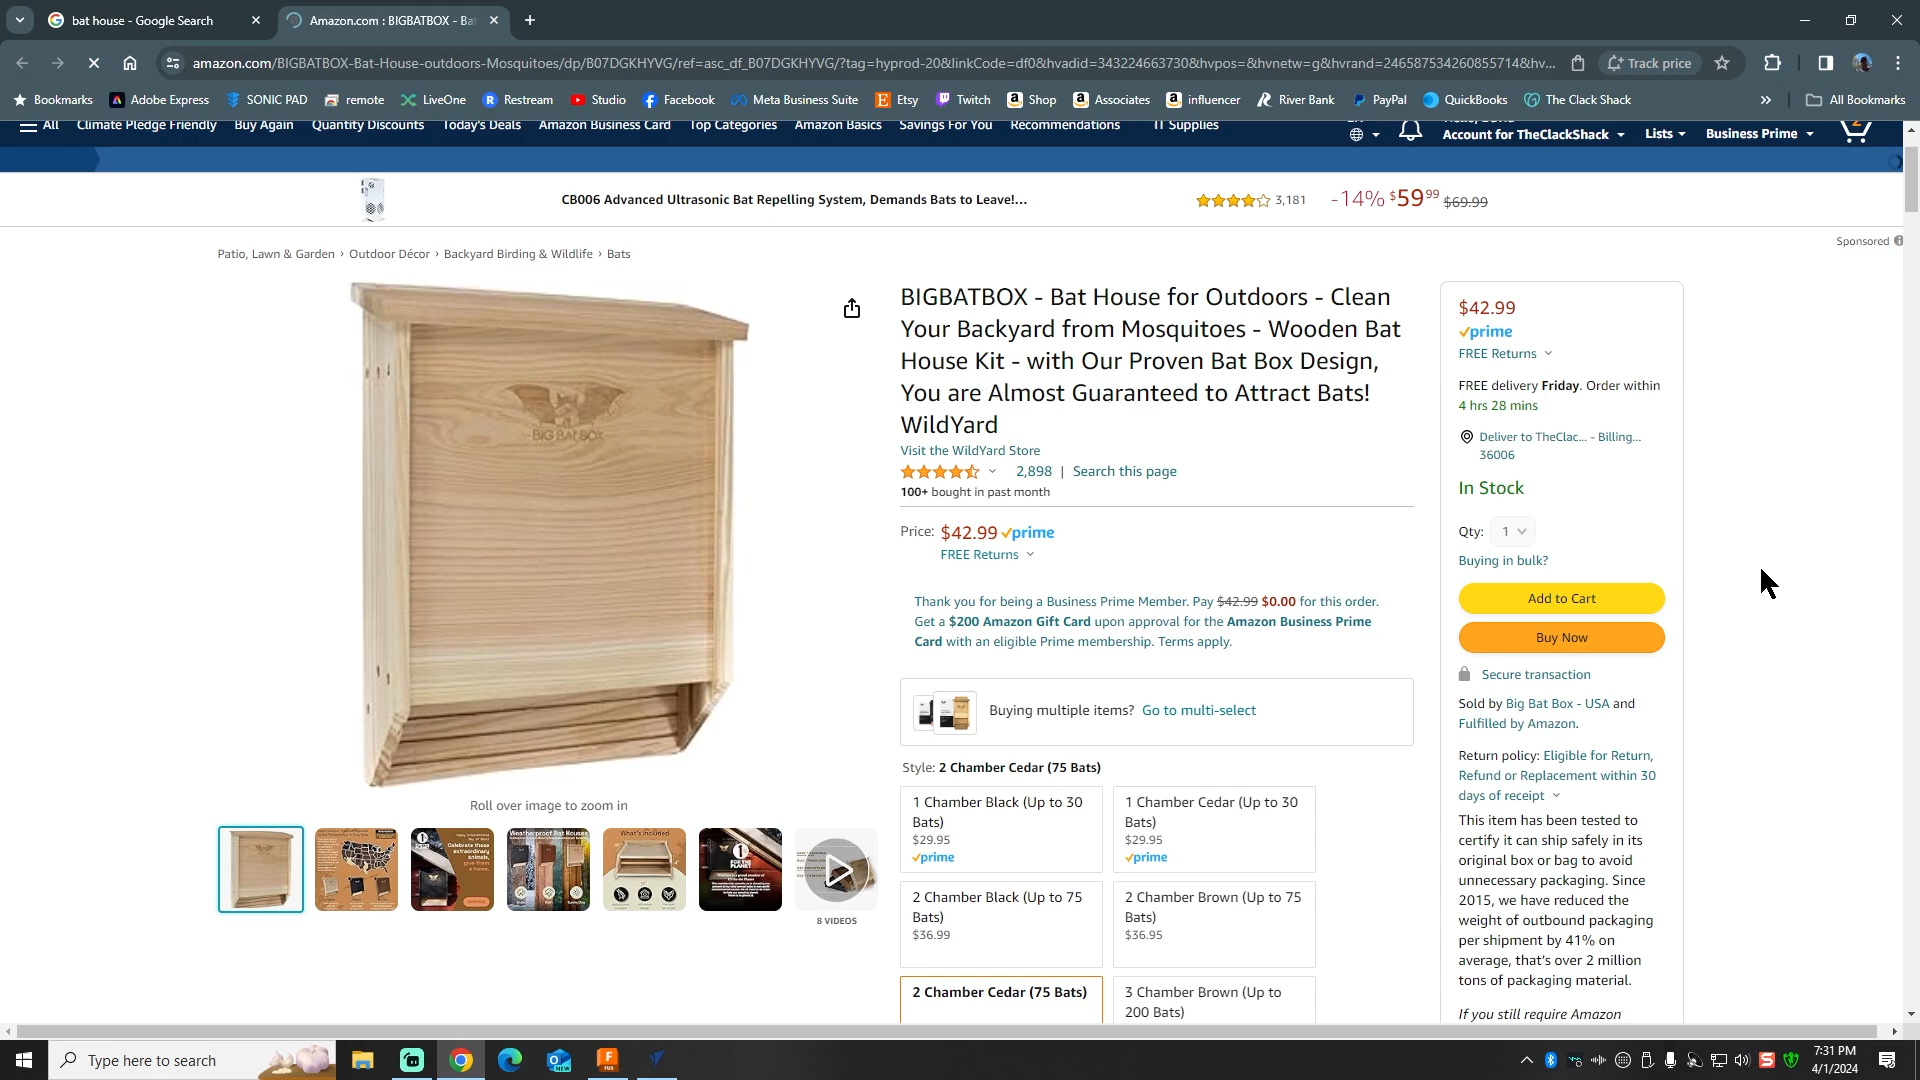 bat house - Google Search
Amazon.com : BIGBATBOX - Bat
amazon.com/BIGBATBOX-Bat-House-outdoors-Mosquitoes/dp/B07DGKHYVG/ref=asc_df_B07DGKHYVG/?tag=hyprod-20&linkCode=df0&hvadid=343224663730&hvpos=&hvnetw=g&hvrand=246587534260855714&hv...
Track price
Bookmarks
Adobe Express
SONIC PAD
remote
LiveOne
Restream
Studio
Facebook
Meta Business Suite
Etsy
Twitch
Shop
Associates
influencer
River Bank
PayPal
QuickBooks
The Clack Shack
All Bookmarks
All
Climate Pledge Friendly
Buy Again
Quantity Discounts
Today's Deals
Amazon Business Card
Top Categories
Amazon Basics
Savings For You
Recommendations
IT Supplies
Account for TheClackShack
Lists
Business Prime
2
CB006 Advanced Ultrasonic Bat Repelling System, Demands Bats to Leave!...
3,181
-14% $59.99 $69.99
Sponsored
Patio, Lawn & Garden › Outdoor Décor › Backyard Birding & Wildlife › Bats
BIG BAT BOX
BIGBATBOX - Bat House for Outdoors - Clean
Your Backyard from Mosquitoes - Wooden Bat
House Kit - with Our Proven Bat Box Design,
You are Almost Guaranteed to Attract Bats!
WildYard
Visit the WildYard Store
2,898 | Search this page
100+ bought in past month
Price: $42.99 prime
FREE Returns
Thank you for being a Business Prime Member. Pay $42.99 $0.00 for this order.
Get a $200 Amazon Gift Card upon approval for the Amazon Business Prime
Card with an eligible Prime membership. Terms apply.
Buying multiple items? Go to multi-select
Style: 2 Chamber Cedar (75 Bats)
1 Chamber Black (Up to 30
Bats)
$29.95
prime
1 Chamber Cedar (Up to 30
Bats)
$29.95
prime
2 Chamber Black (Up to 75
Bats)
$36.99
2 Chamber Brown (Up to 75
Bats)
$36.95
2 Chamber Cedar (75 Bats)
3 Chamber Brown (Up to
200 Bats)
Roll over image to zoom in
Weatherproof Bat Houses
What's Included
FOR THE
PLANET
8 VIDEOS
$42.99
prime
FREE Returns
FREE delivery Friday. Order within
4 hrs 28 mins
Deliver to TheClac... - Billing...
36006
In Stock
Qty: 1
Buying in bulk?
Add to Cart
Buy Now
Secure transaction
Sold by Big Bat Box - USA and
Fulfilled by Amazon.
Return policy: Eligible for Return,
Refund or Replacement within 30
days of receipt
This item has been tested to
certify it can ship safely in its
original box or bag to avoid
unnecessary packaging. Since
2015, we have reduced the
weight of outbound packaging
per shipment by 41% on
average, that's over 2 million
tons of packaging material.
If you still require Amazon
Type here to search
7:31 PM
4/1/2024